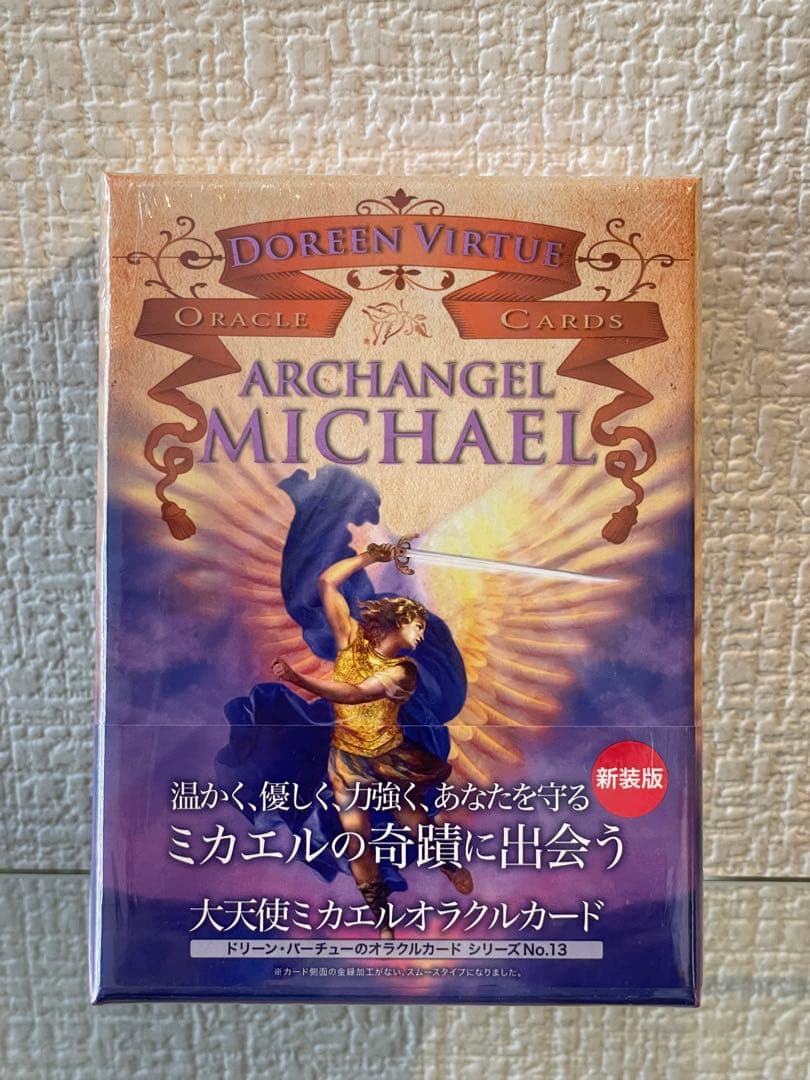 DOREEN VIRTUE
ORACLE CARDS
ARCHANGEL
MICHAEL
温かく、優しく、力強く、あなたを守る
新装版
ミカエルの奇蹟に出会う
大天使ミカエルオラクルカード
ドリーン・バーチューのオラクルカード シリーズNo.13
※カード側面の金縁加工がない、スムースタイプになりました。